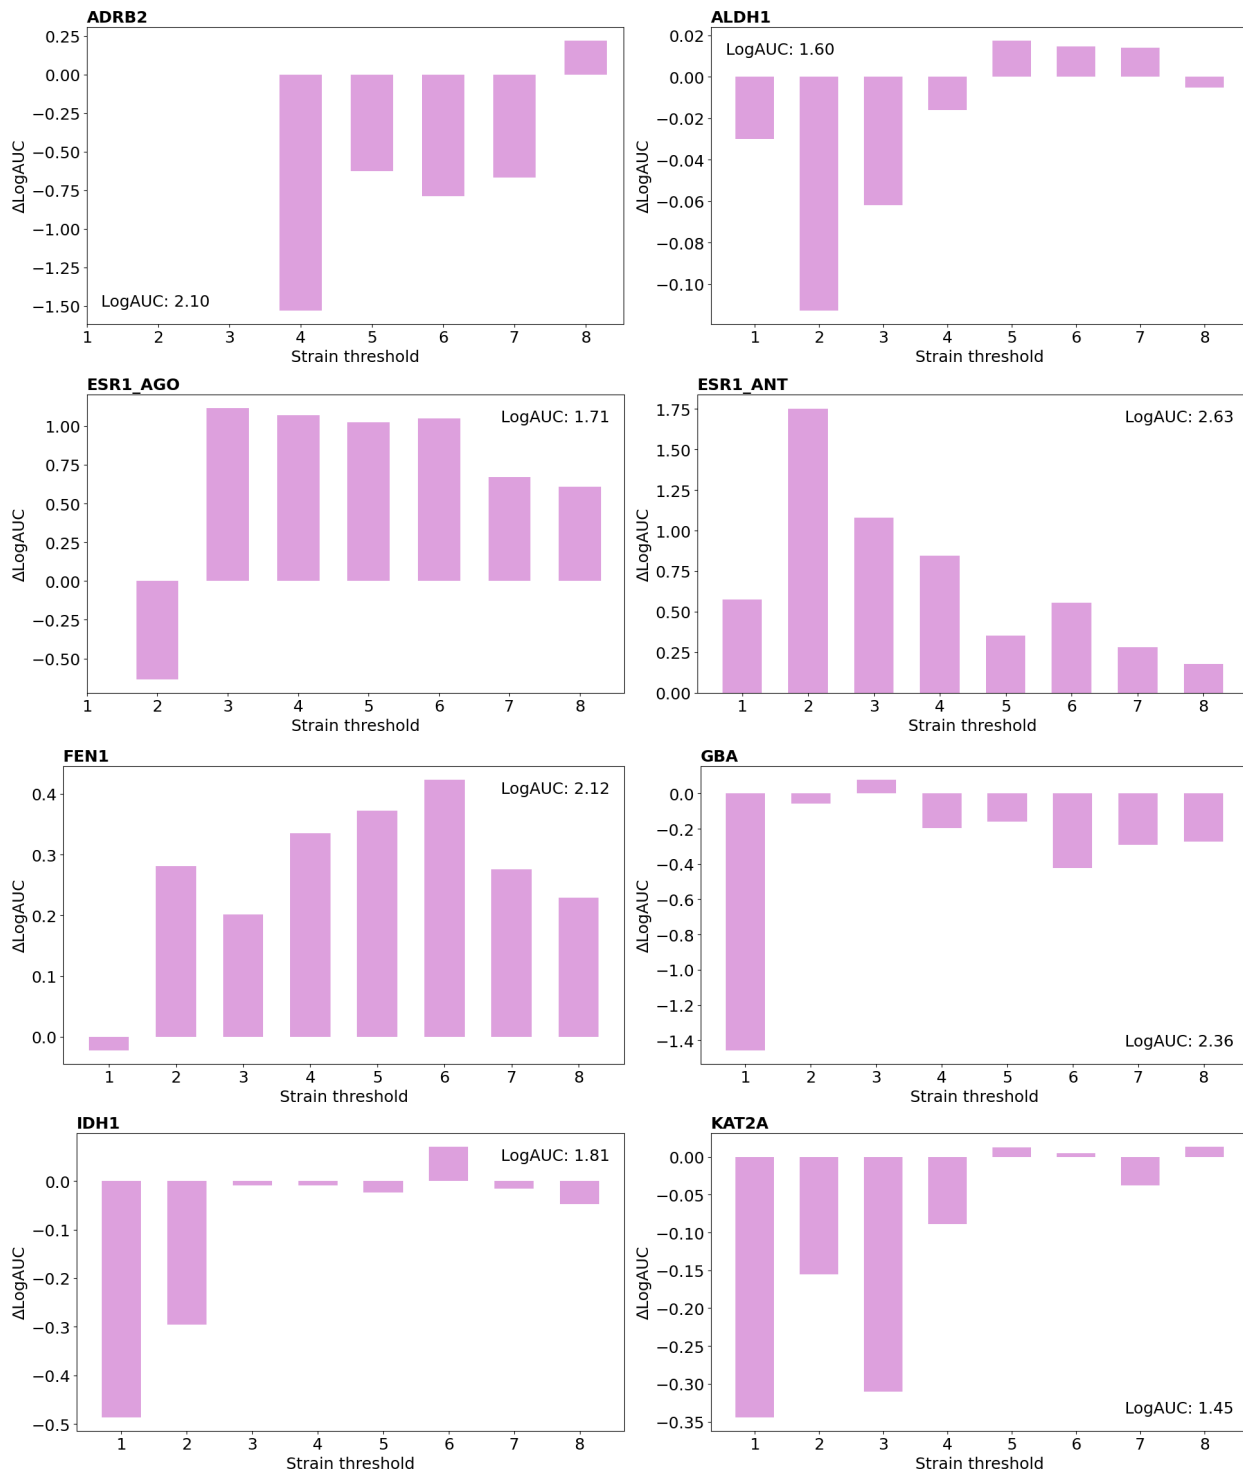 ADRB2
0.25
0.00
−0.25
−0.50
−0.75
−1.00
−1.25
−1.50
ΔLogAUC
LogAUC: 2.10
1 2 3 4 5 6 7 8
Strain threshold
ALDH1
0.02
0.00
−0.02
−0.04
−0.06
−0.08
−0.10
ΔLogAUC
LogAUC: 1.60
1 2 3 4 5 6 7 8
Strain threshold
ESR1_AGO
1.00
0.75
0.50
0.25
0.00
−0.25
−0.50
ΔLogAUC
LogAUC: 1.71
1 2 3 4 5 6 7 8
Strain threshold
ESR1_ANT
1.75
1.50
1.25
1.00
0.75
0.50
0.25
0.00
ΔLogAUC
LogAUC: 2.63
1 2 3 4 5 6 7 8
Strain threshold
FEN1
0.4
0.3
0.2
0.1
0.0
ΔLogAUC
LogAUC: 2.12
1 2 3 4 5 6 7 8
Strain threshold
GBA
0.0
−0.2
−0.4
−0.6
−0.8
−1.0
−1.2
−1.4
ΔLogAUC
LogAUC: 2.36
1 2 3 4 5 6 7 8
Strain threshold
IDH1
0.0
−0.1
−0.2
−0.3
−0.4
−0.5
ΔLogAUC
LogAUC: 1.81
1 2 3 4 5 6 7 8
Strain threshold
KAT2A
0.00
−0.05
−0.10
−0.15
−0.20
−0.25
−0.30
−0.35
ΔLogAUC
LogAUC: 1.45
1 2 3 4 5 6 7 8
Strain threshold